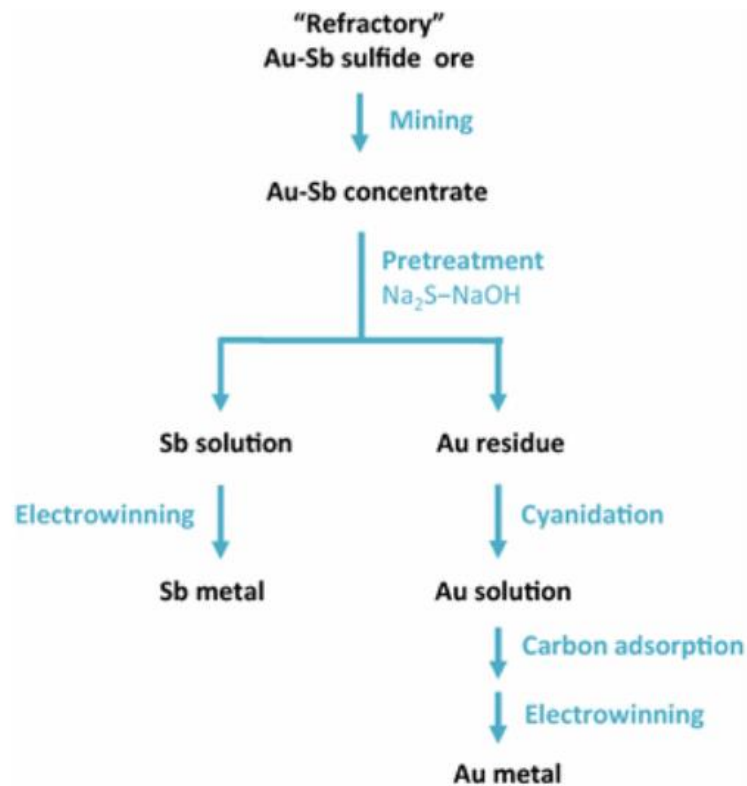 “Refractory”
Au-Sb sulfide ore
Mining
Au-Sb concentrate
Pretreatment
Na₂S–NaOH
Sb solution
Au residue
Electrowinning
Cyanidation
Sb metal
Au solution
Carbon adsorption
Electrowinning
Au metal